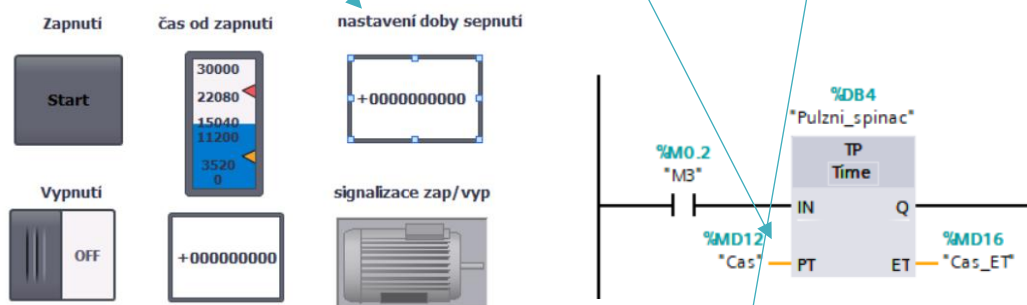 Zapnutí
čas od zapnutí
nastavení doby sepnutí
Start
30000
22080
15040
11200
3520
0
+0000000000
Vypnutí
OFF
+000000000
signalizace zap/vyp
%DB4
"Pulzni_spinac"
TP
Time
%M0.2
"M3"
IN
Q
%MD12
"Cas"
PT
ET
%MD16
"Cas_ET"